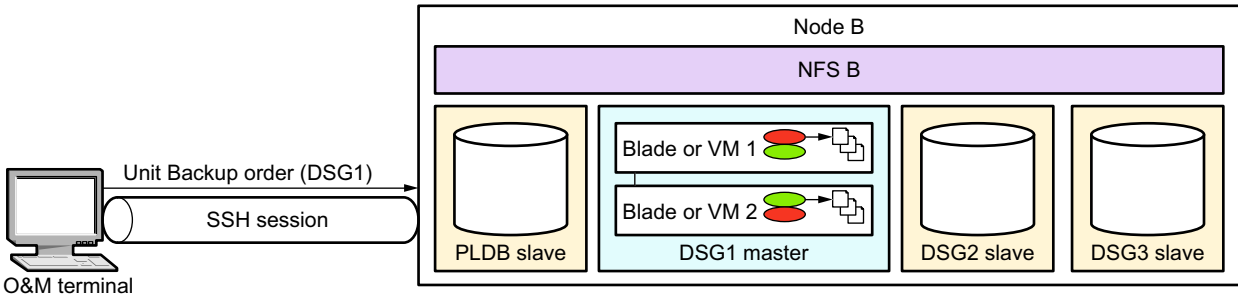 Node B
NFS B
Blade or VM 1
Unit Backup order (DSG1)
SSH session
Blade or VM 2
PLDB slave
DSG1 master
DSG2 slave
DSG3 slave
O&M terminal